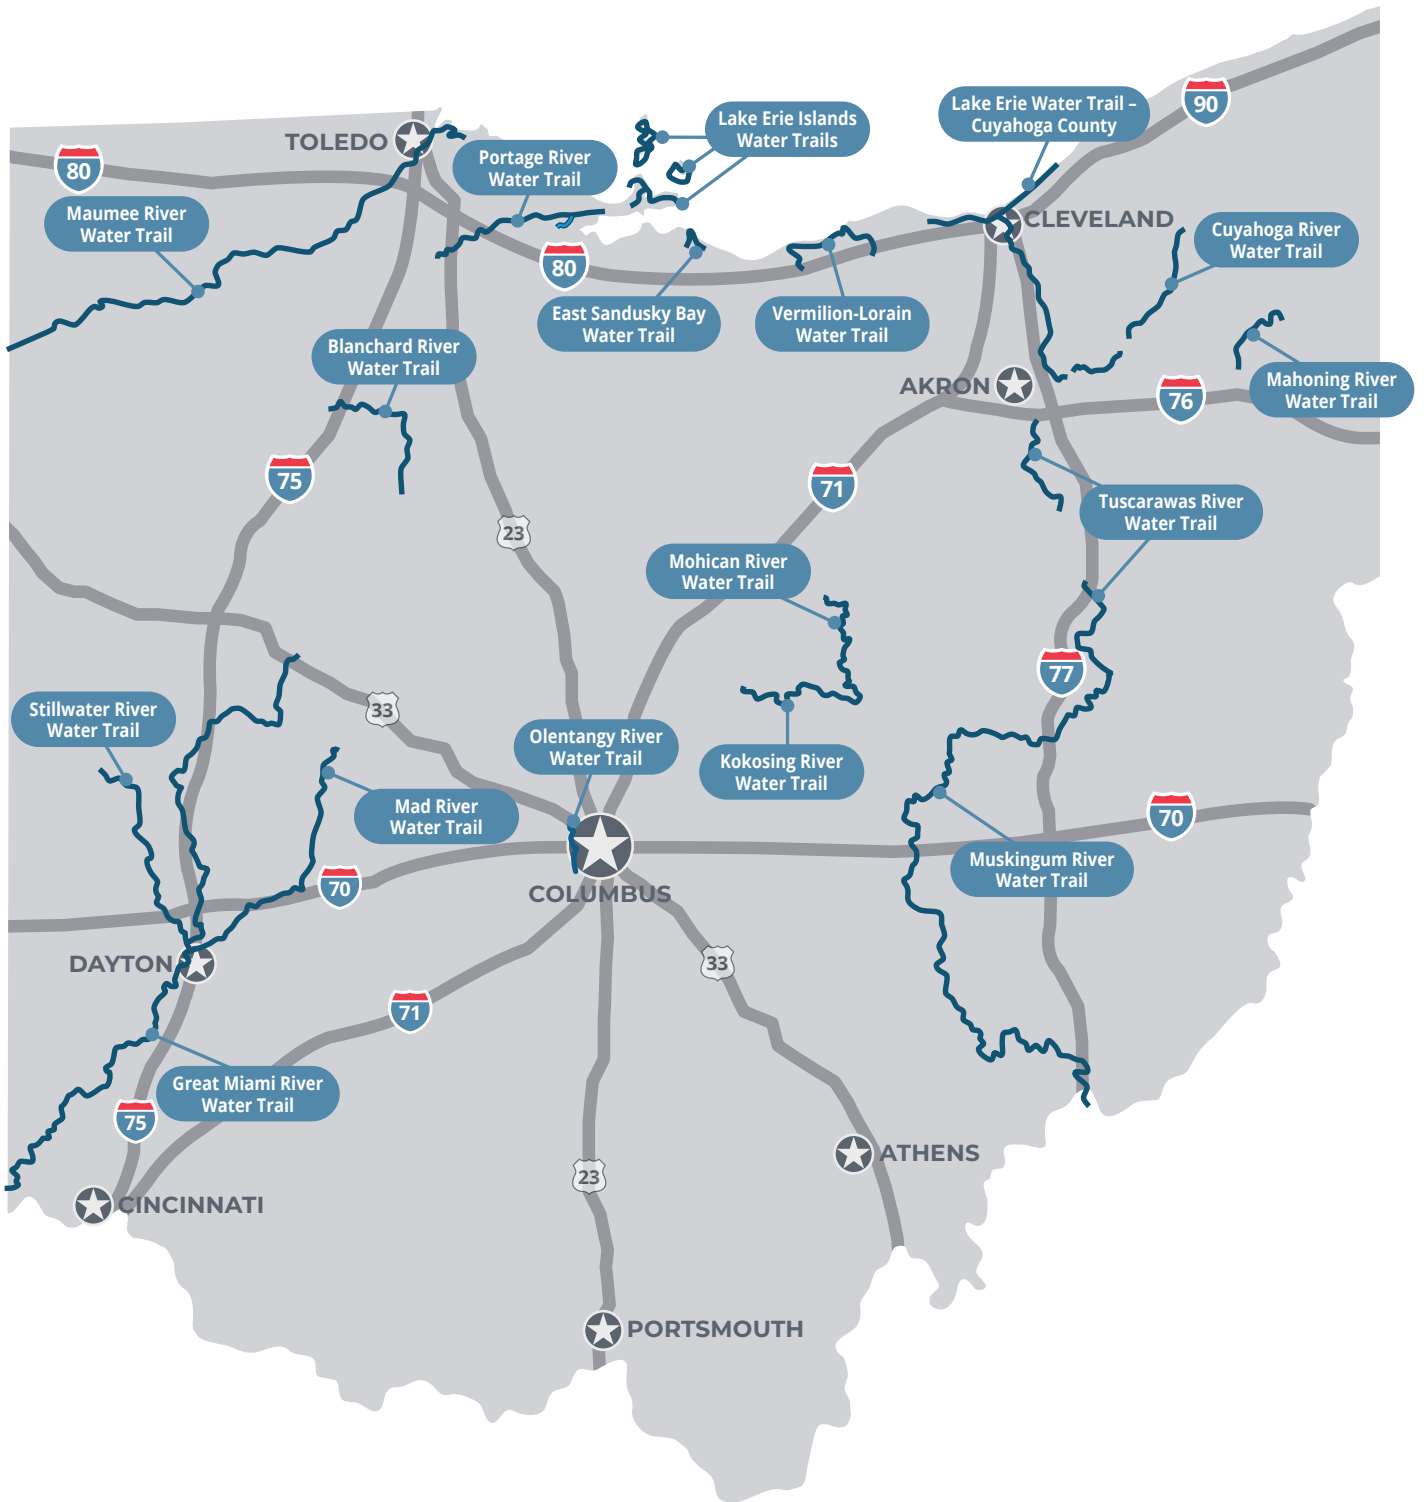 Lake Erie Water Trail –
Cuyahoga County
90
Lake Erie Islands
Water Trails
TOLEDO
Portage River
Water Trail
80
Maumee River
Water Trail
CLEVELAND
Cuyahoga River
Water Trail
80
East Sandusky Bay
Water Trail
Vermilion-Lorain
Water Trail
Blanchard River
Water Trail
AKRON
76
Mahoning River
Water Trail
75
71
23
Tuscarawas River
Water Trail
Mohican River
Water Trail
77
33
Stillwater River
Water Trail
Olentangy River
Water Trail
Kokosing River
Water Trail
Mad River
Water Trail
70
Muskingum River
Water Trail
70
COLUMBUS
DAYTON
33
71
Great Miami River
Water Trail
75
ATHENS
23
CINCINNATI
PORTSMOUTH